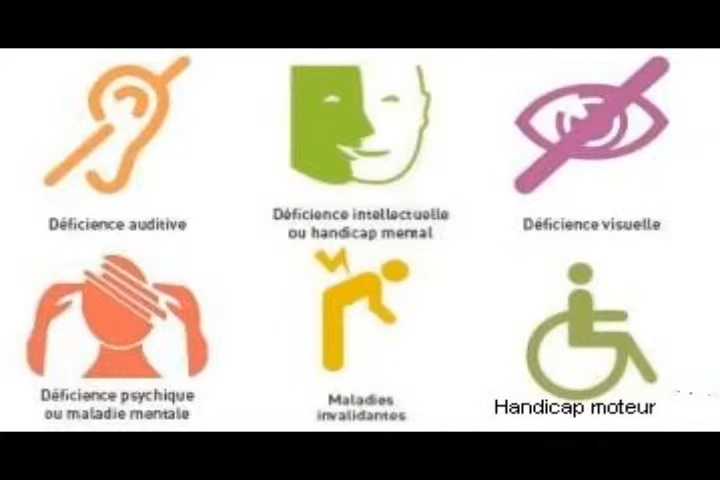 Déficience auditive
Déficience intellectuelle
ou handicap mental
Déficience visuelle
Déficience psychique
ou maladie mentale
Maladies
invalidantes
Handicap moteur